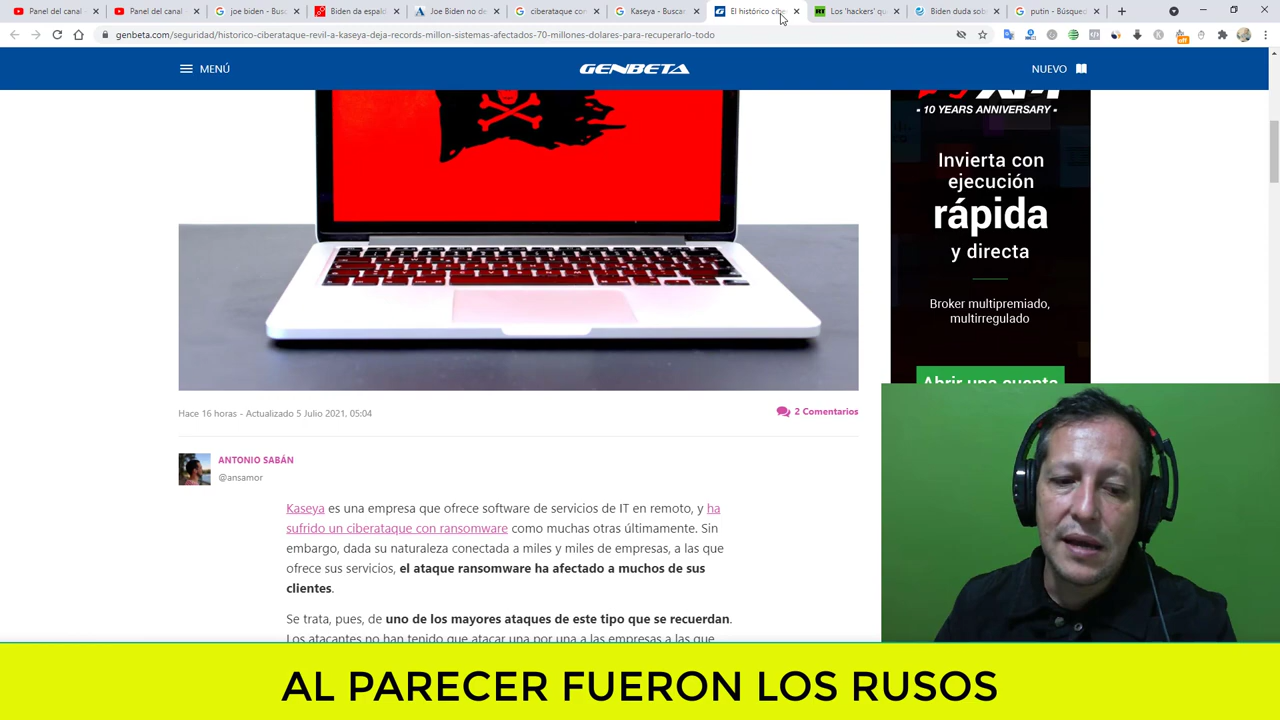 Panel del canal
Panel del canal
joe biden - Busc
Biden da espald
Joe Biden no de
ciberataque con
Kaseya - Buscar
El histórico cibe
Los 'hackers' qu
Biden duda sob
putin - Búsqued
genbeta.com/seguridad/historico-ciberataque-revil-a-kaseya-deja-records-millon-sistemas-afectados-70-millones-dolares-para-recuperarlo-todo
off
MENÚ
GENBETA
NUEVO
- 10 YEARS ANNIVERSARY -
Invierta con
ejecución
rápida
y directa
Broker multipremiado,
multirregulado
Abrir una cuenta
Hace 16 horas - Actualizado 5 Julio 2021, 05:04
2 Comentarios
ANTONIO SABÁN
@ansamor
Kaseya es una empresa que ofrece software de servicios de IT en remoto, y ha
sufrido un ciberataque con ransomware como muchas otras últimamente. Sin
embargo, dada su naturaleza conectada a miles y miles de empresas, a las que
ofrece sus servicios, el ataque ransomware ha afectado a muchos de sus
clientes.
Se trata, pues, de uno de los mayores ataques de este tipo que se recuerdan.
Los atacantes no han tenido que atacar una por una a las empresas a las que
AL PARECER FUERON LOS RUSOS